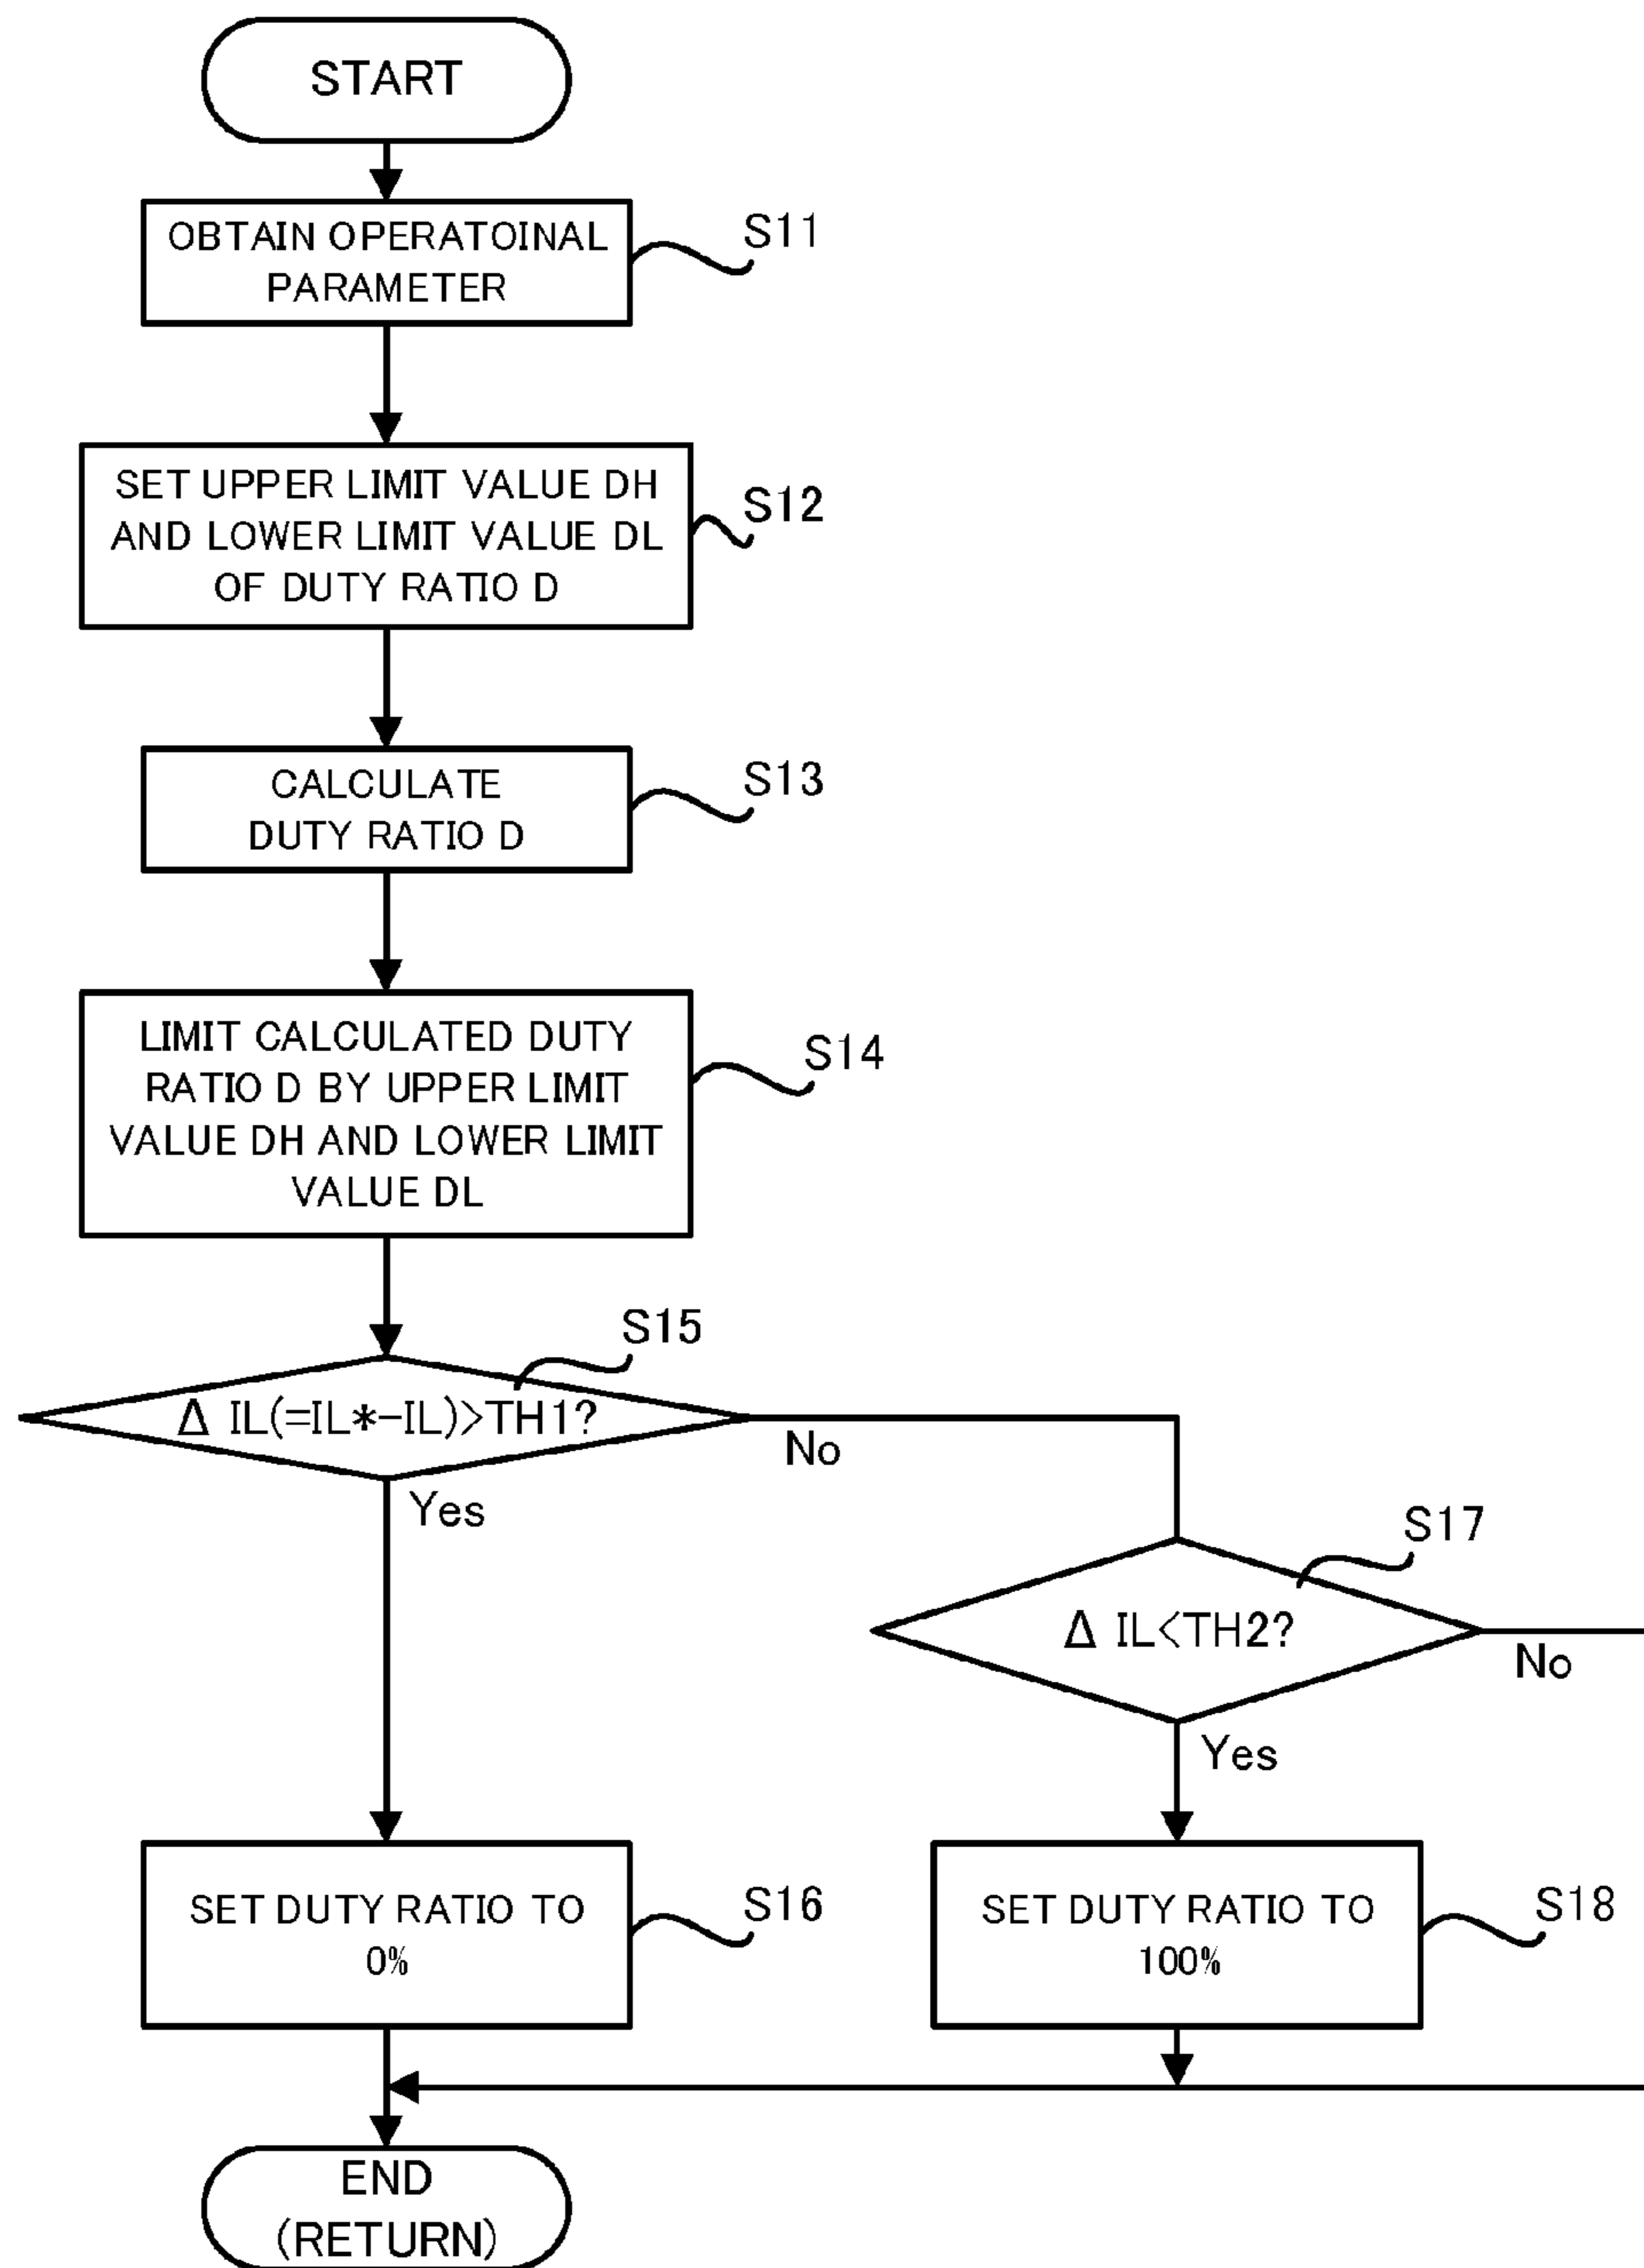 START
OBTAIN OPERATOINAL
PARAMETER
S11
SET UPPER LIMIT VALUE DH
AND LOWER LIMIT VALUE DL
OF DUTY RATIO D
S12
CALCULATE
DUTY RATIO D
S13
LIMIT CALCULATED DUTY
RATIO D BY UPPER LIMIT
VALUE DH AND LOWER LIMIT
VALUE DL
S14
S15
Δ IL(=IL*-IL)>TH1?
No
Yes
S17
Δ IL<TH2?
No
Yes
SET DUTY RATIO TO
0%
S16
SET DUTY RATIO TO
100%
S18
END
(RETURN)